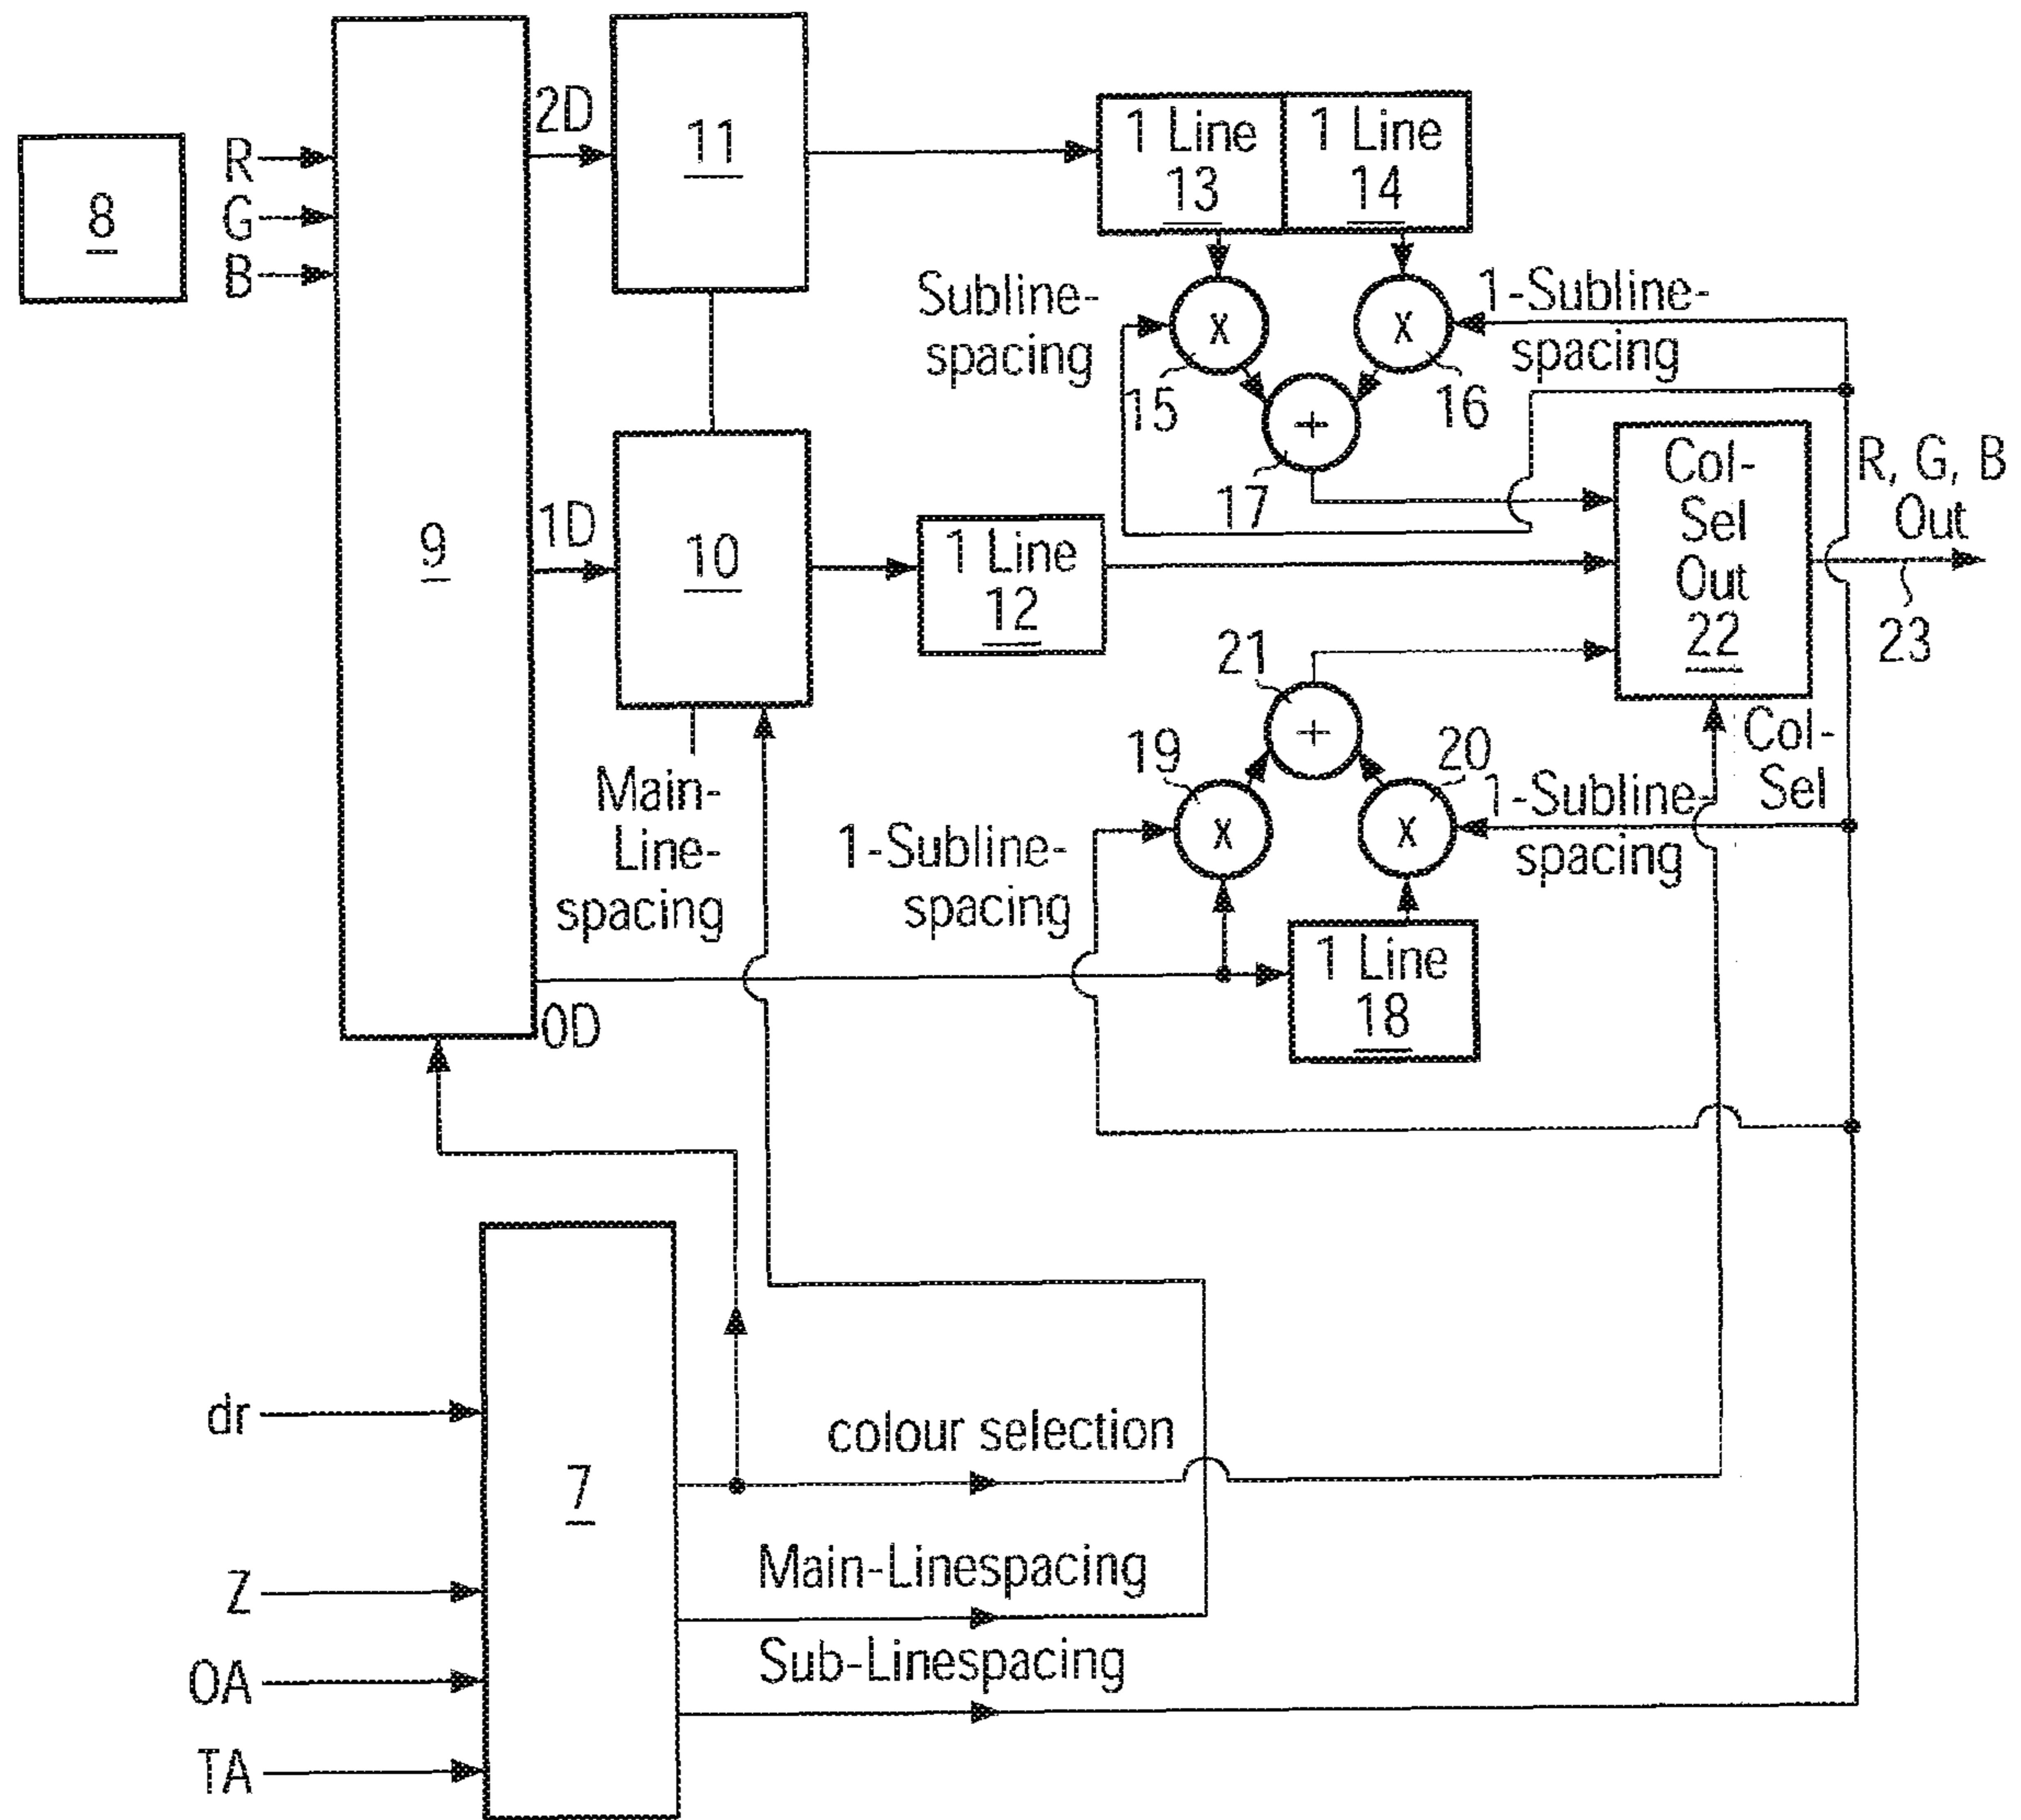 2D
11
1 Line
13
1 Line
14
R
G
B
8
Subline-
spacing
x
15
x
16
1-Subline-
spacing
+
17
9
1D
10
1 Line
12
Col-
Sel
Out
22
R, G, B
Out
23
21
+
19
x
20
x
Col-
Sel
Main-
Line-
spacing
1-Subline-
spacing
1-Subline-
spacing
1 Line
18
0D
7
dr
Z
OA
TA
colour selection
Main-Linespacing
Sub-Linespacing